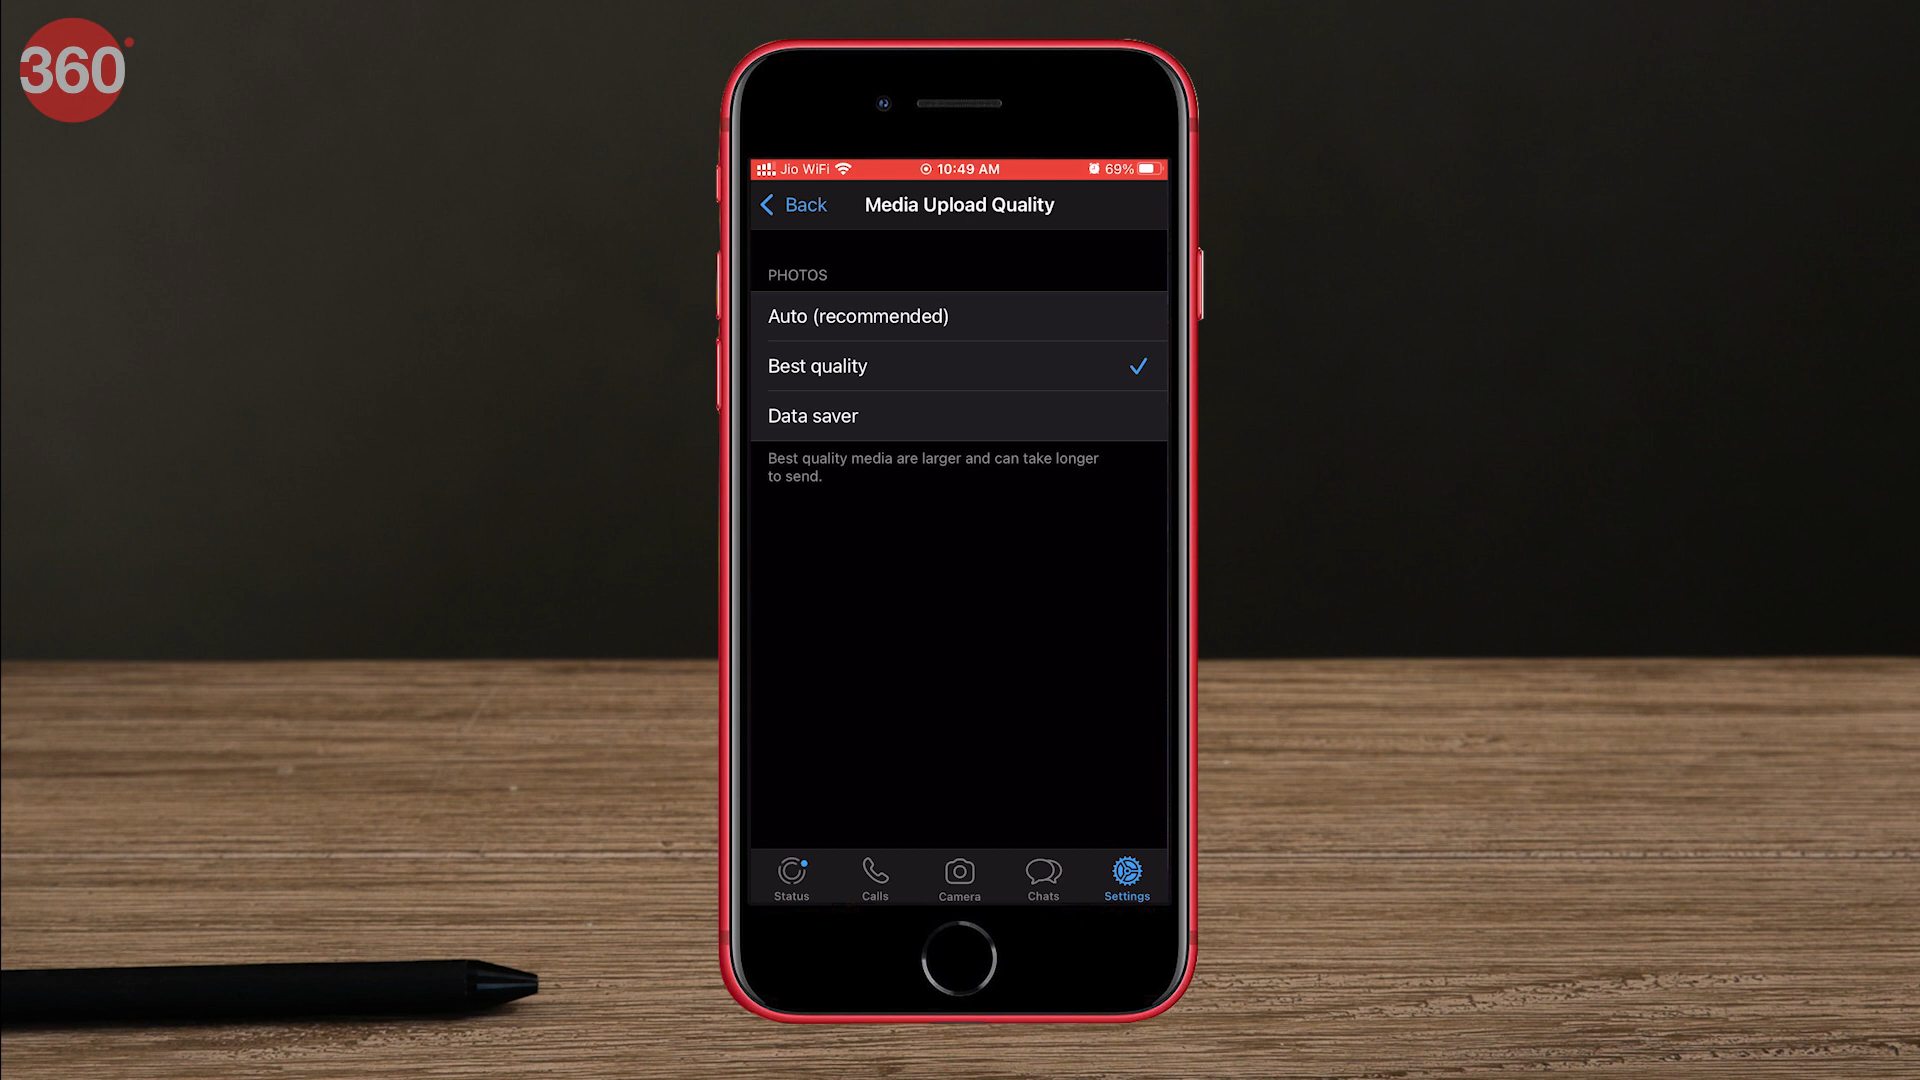 360
Jio WiFi 10:49 AM 69%
Back Media Upload Quality
PHOTOS
Auto (recommended)
Best quality
Data saver
Best quality media are larger and can take longer
to send.
Status Calls Camera Chats Settings